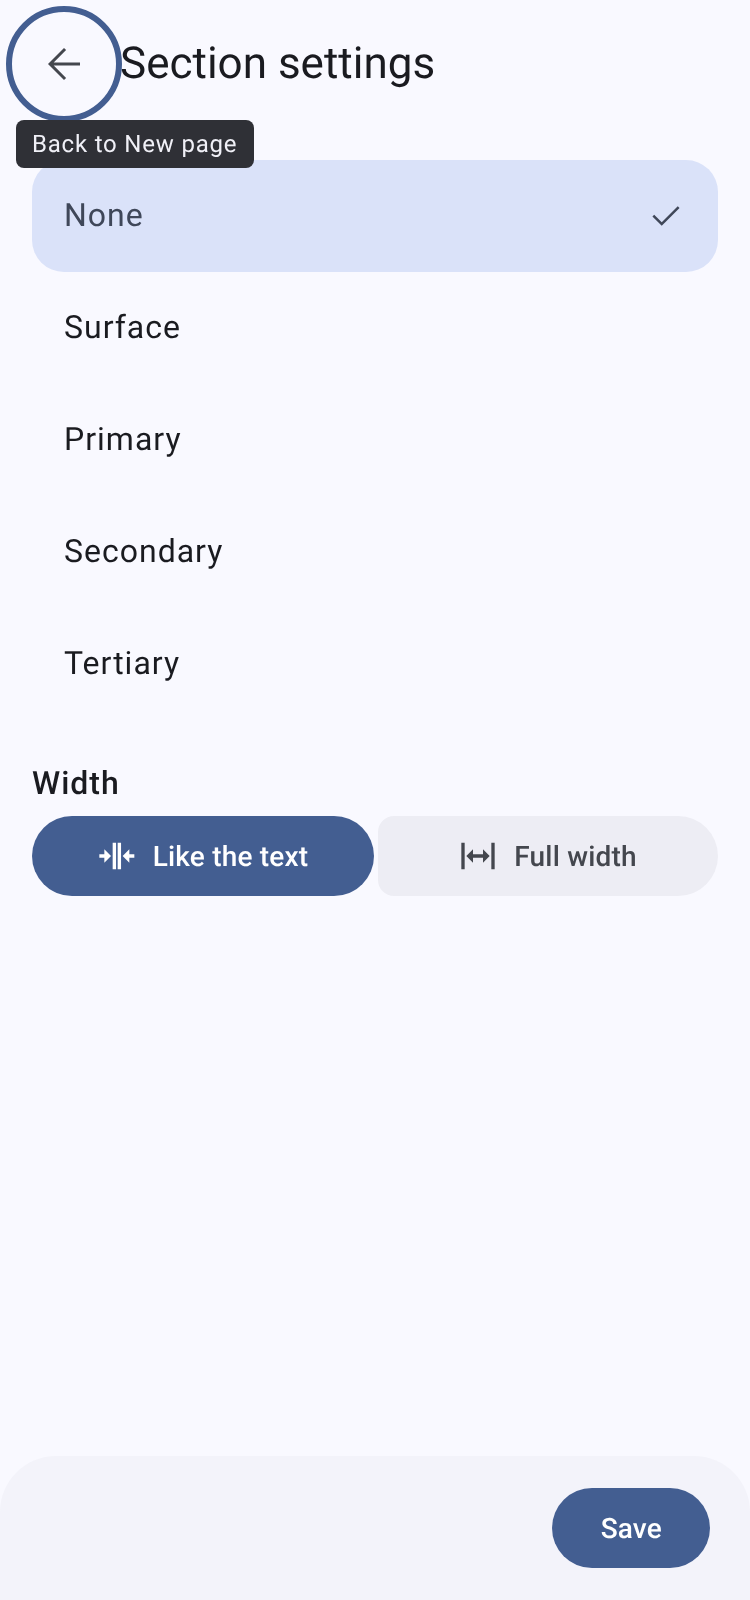 Section settings
Back to New page
None
Surface
Primary
Secondary
Tertiary
Width
Like the text
Full width
Save